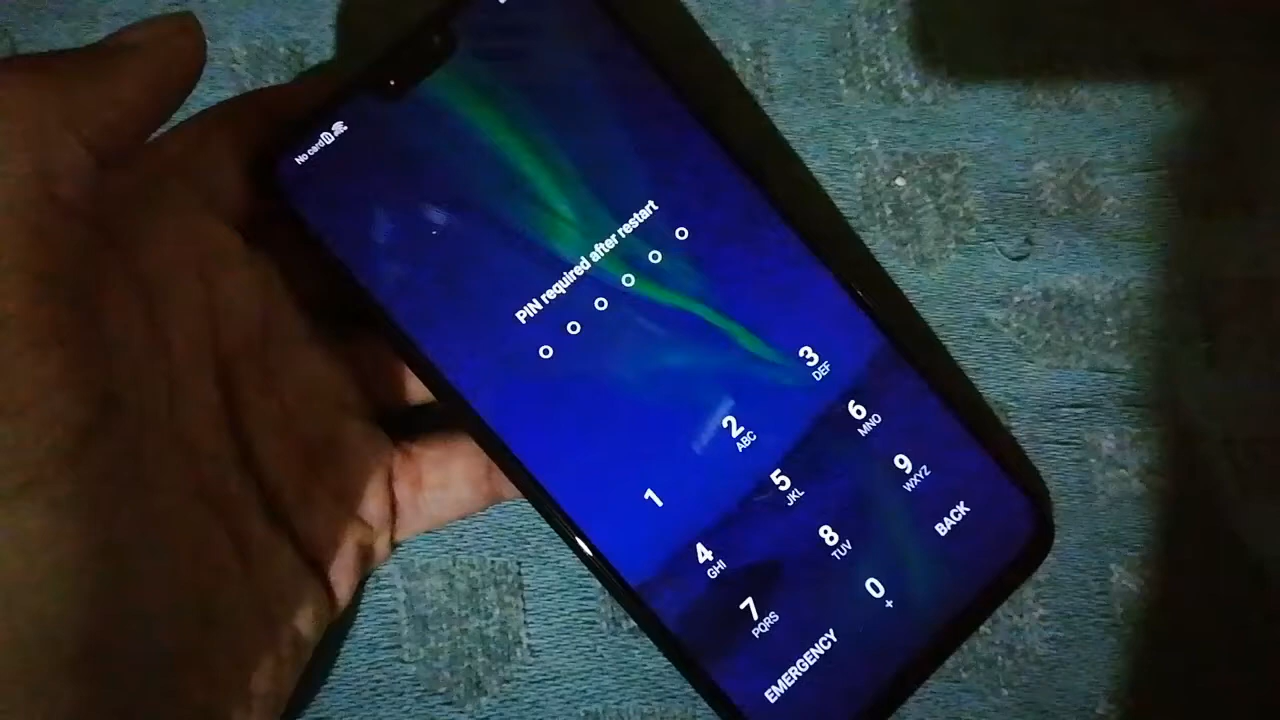 No card
PIN required after restart
1
2
ABC
3
DEF
4
GHI
5
JKL
6
MNO
7
PQRS
8
TUV
9
WXYZ
EMERGENCY
0
+
BACK